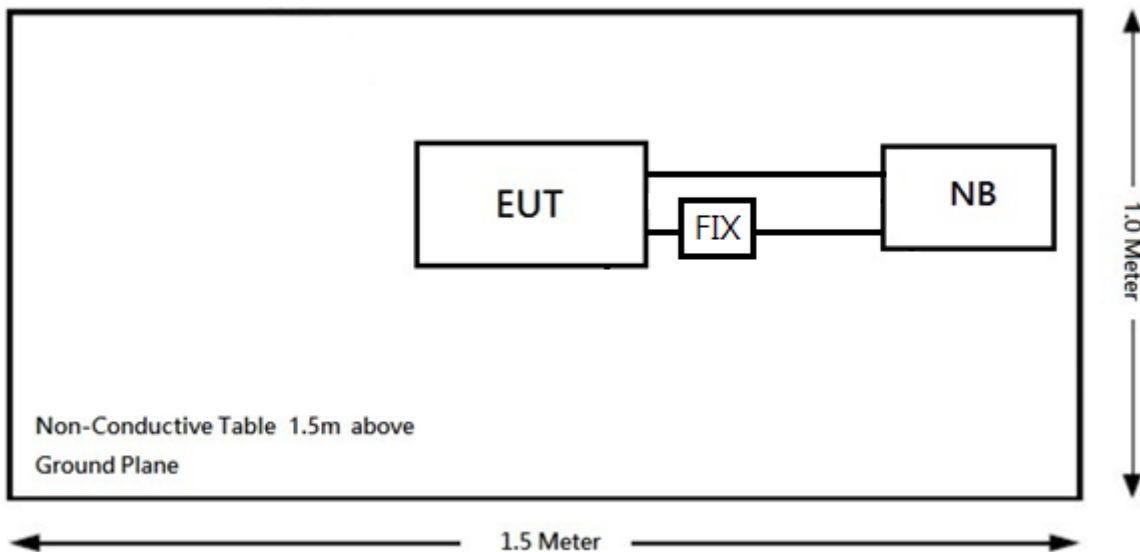 EUT
FIX
NB
1.0 Meter
Non-Conductive Table 1.5m above
Ground Plane
1.5 Meter